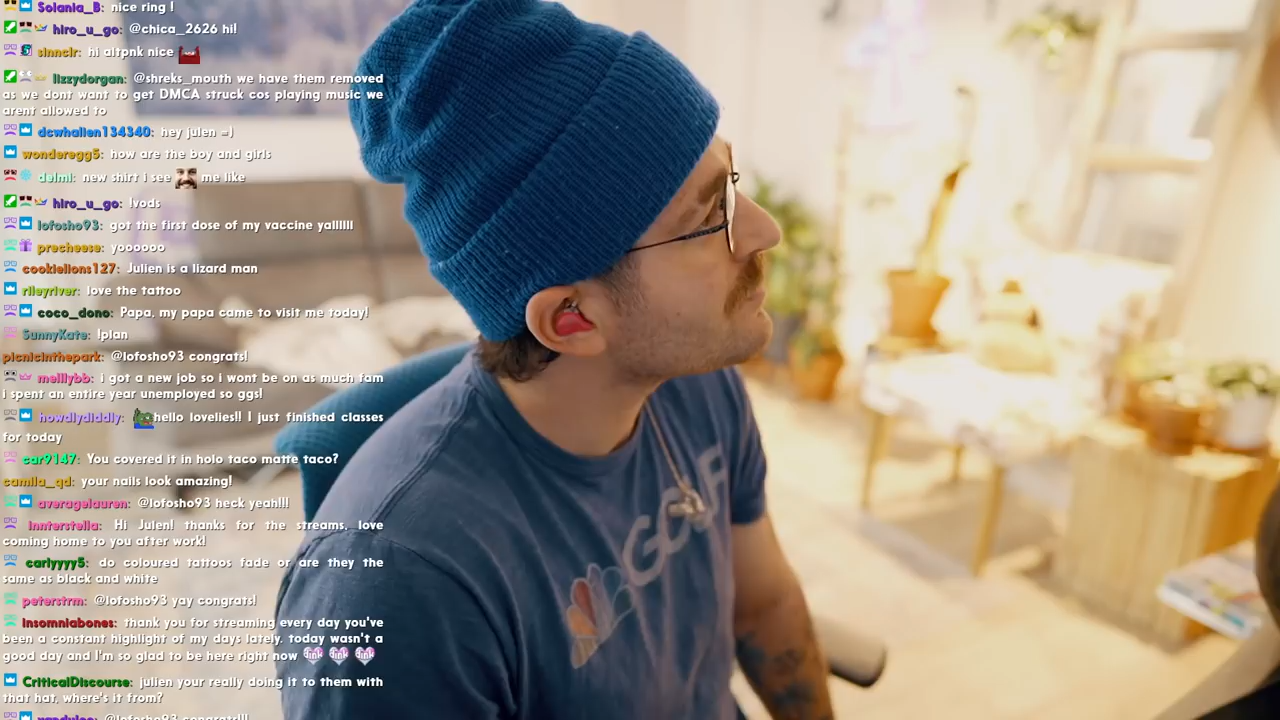 Solania_B: nice ring !
hiro_u_go: @chica_2626 hi!
sinnclr: hi altpnk nice
lizzydorgan: @shreks_mouth we have them removed
as we dont want to get DMCA struck cos playing music we
arent allowed to
dcwhallen134340: hey julen =]
wonderegg5: how are the boy and girls
delmi: new shirt i see me like
hiro_u_go: !vods
lofosho93: got the first dose of my vaccine yallllll
precheese: yoooooo
cookielions127: Julien is a lizard man
rileyriver: love the tattoo
coco_dono: Papa, my papa came to visit me today!
SunnyKate: !plan
picnicinthepark: @lofosho93 congrats!
meillybb: i got a new job so i wont be on as much fam
i spent an entire year unemployed so ggs!
howdlydiddly: hello lovelies!! I just finished classes
for today
car9147: You covered it in holo taco matte taco?
camila_qd: your nails look amazing!
averagelauren: @lofosho93 heck yeah!!!
innterstella: Hi Julen! thanks for the streams, love
coming home to you after work!
carlyyyy5: do coloured tattoos fade or are they the
same as black and white
peterstrm: @lofosho93 yay congrats!
insomniabones: thank you for streaming every day you've
been a constant highlight of my days lately. today wasn't a
good day and I'm so glad to be here right now
CriticalDiscourse: julien your really doing it to them with
that hat, where's it from?
@lofosho93 congrats!!!
GOLF